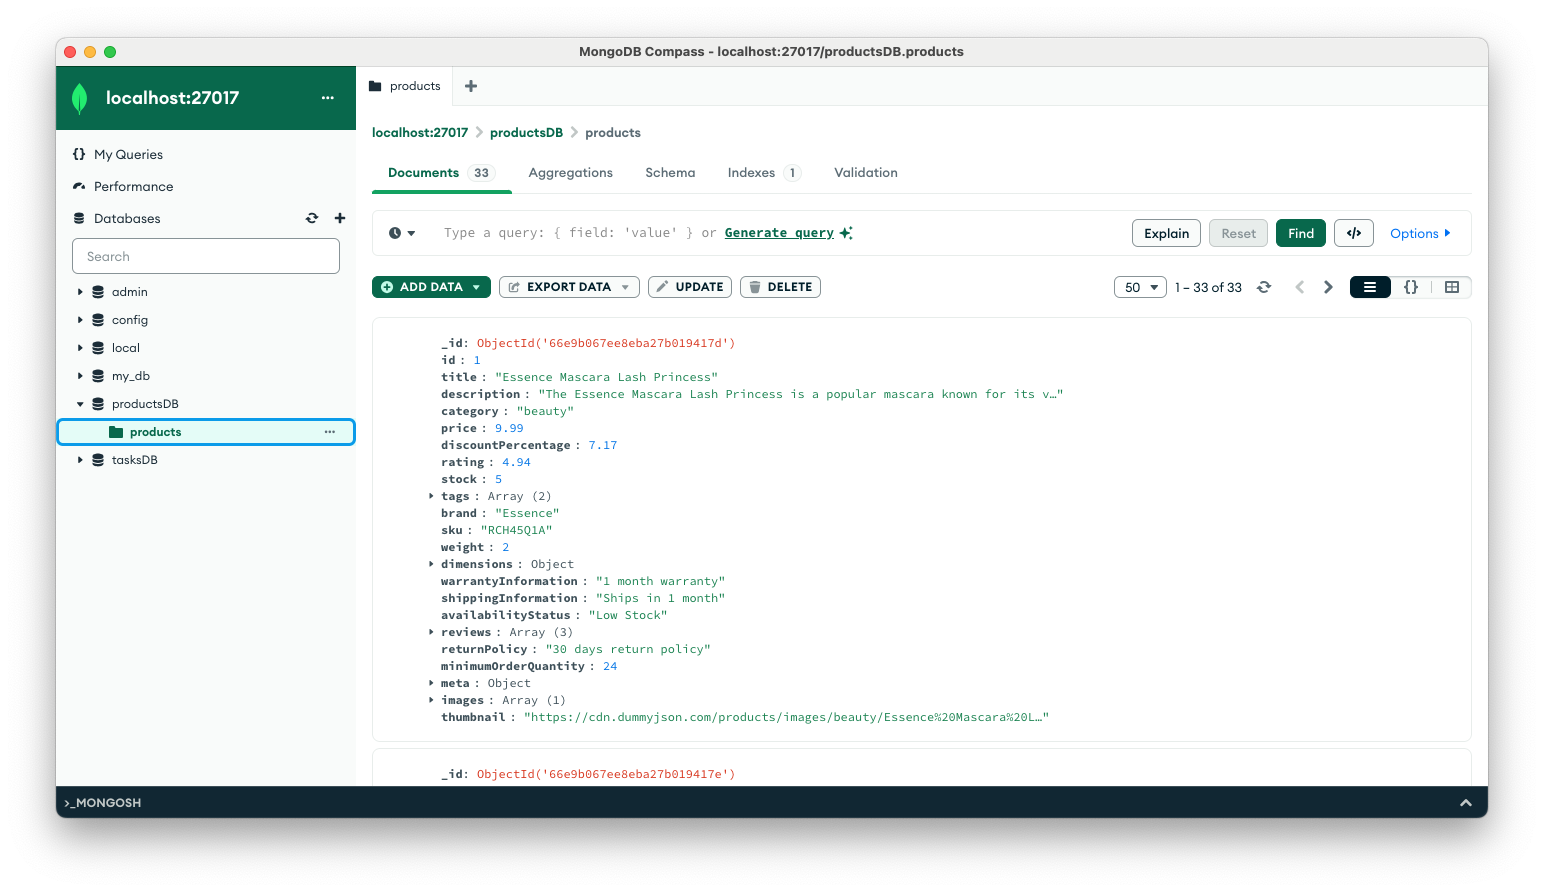 MongoDB Compass - localhost:27017/productsDB.products
localhost:27017
products
localhost:27017 productsDB products
{} My Queries
Performance
Databases
Search
admin
config
local
my_db
productsDB
products
tasksDB
Documents 33 Aggregations Schema Indexes 1 Validation
Type a query: { field: 'value' } or Generate query
Explain Reset Find </> Options
ADD DATA EXPORT DATA UPDATE DELETE
50 1 – 33 of 33 {}
_id: ObjectId('66e9b067ee8eba27b019417d')
id : 1
title : "Essence Mascara Lash Princess"
description : "The Essence Mascara Lash Princess is a popular mascara known for its v…"
category : "beauty"
price : 9.99
discountPercentage : 7.17
rating : 4.94
stock : 5
tags : Array (2)
brand : "Essence"
sku : "RCH45Q1A"
weight : 2
dimensions : Object
warrantyInformation : "1 month warranty"
shippingInformation : "Ships in 1 month"
availabilityStatus : "Low Stock"
reviews : Array (3)
returnPolicy : "30 days return policy"
minimumOrderQuantity : 24
meta : Object
images : Array (1)
thumbnail : "https://cdn.dummyjson.com/products/images/beauty/Essence%20Mascara%20L…"
_id: ObjectId('66e9b067ee8eba27b019417e')
>_MONGOSH